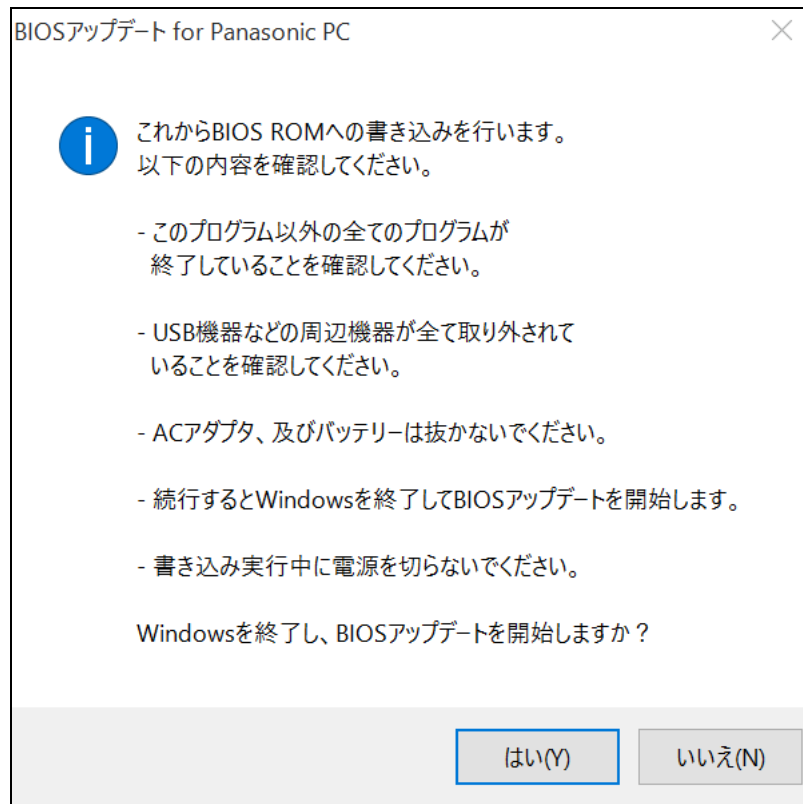 BIOSアップデート for Panasonic PC
これからBIOS ROMへの書き込みを行います。
以下の内容を確認してください。
- このプログラム以外の全てのプログラムが
終了していることを確認してください。
- USB機器などの周辺機器が全て取り外されて
いることを確認してください。
- ACアダプタ、及びバッテリーは抜かないでください。
- 続行するとWindowsを終了してBIOSアップデートを開始します。
- 書き込み実行中に電源を切らないでください。
Windowsを終了し、BIOSアップデートを開始しますか？
はい(Y)
いいえ(N)